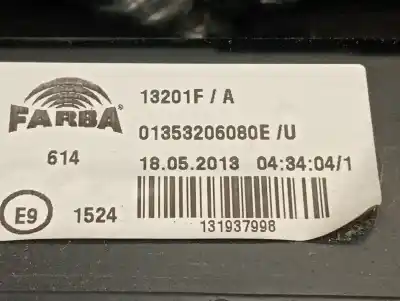 FARBA
13201F / A
01353206080E /U
614
18.05.2013 04:34:04/1
E9
1524
131937998